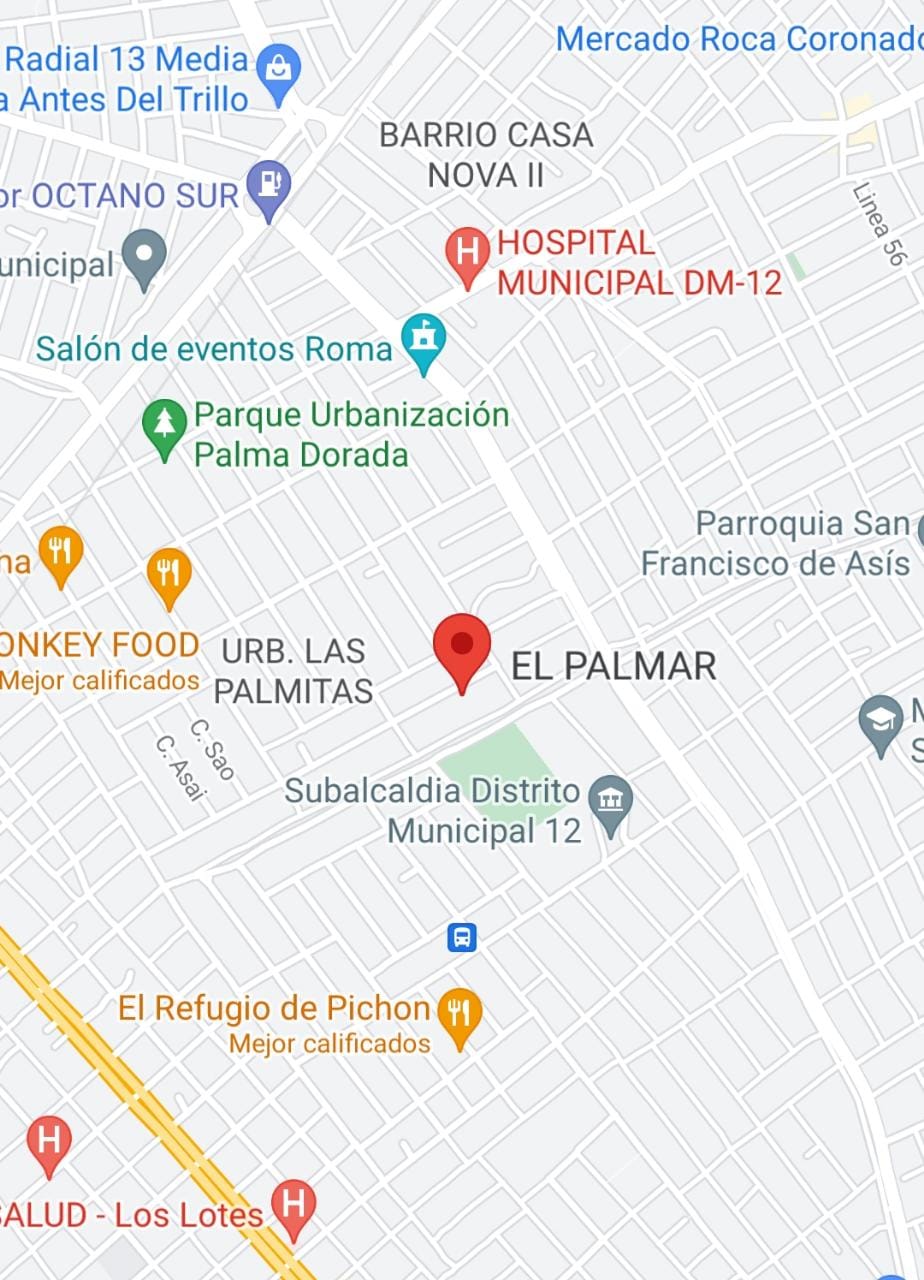 Mercado Roca Coronado
Radial 13 Media
a Antes Del Trillo
BARRIO CASA
NOVA II
or OCTANO SUR
Linea 56
HOSPITAL
MUNICIPAL DM-12
unicipal
Salón de eventos Roma
Parque Urbanización
Palma Dorada
Parroquia San
Francisco de Asís
na
ONKEY FOOD
Mejor calificados
URB. LAS
PALMITAS
EL PALMAR
C. Sao
C. Asai
M
S
Subalcaldia Distrito
Municipal 12
El Refugio de Pichon
Mejor calificados
SALUD - Los Lotes